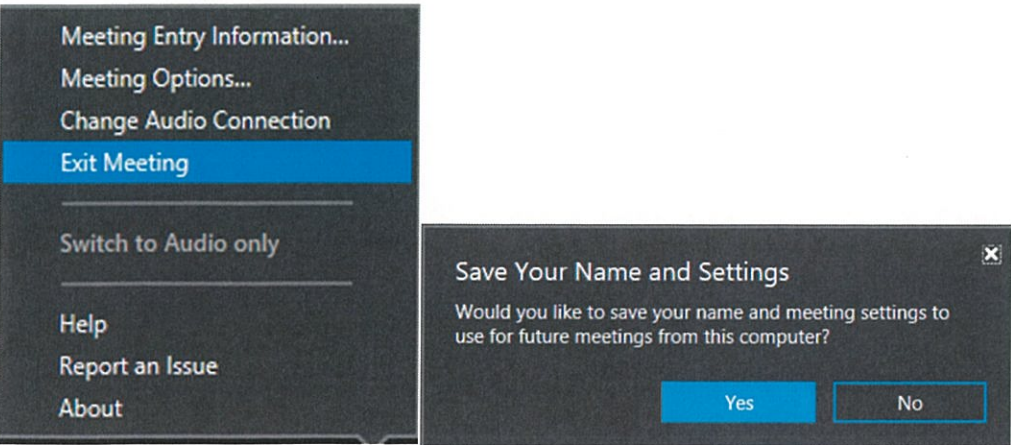 Meeting Entry Information...
Meeting Options...
Change Audio Connection
Exit Meeting
Switch to Audio only
Help
Report an Issue
About
Save Your Name and Settings
Would you like to save your name and meeting settings to
use for future meetings from this computer?
Yes
No